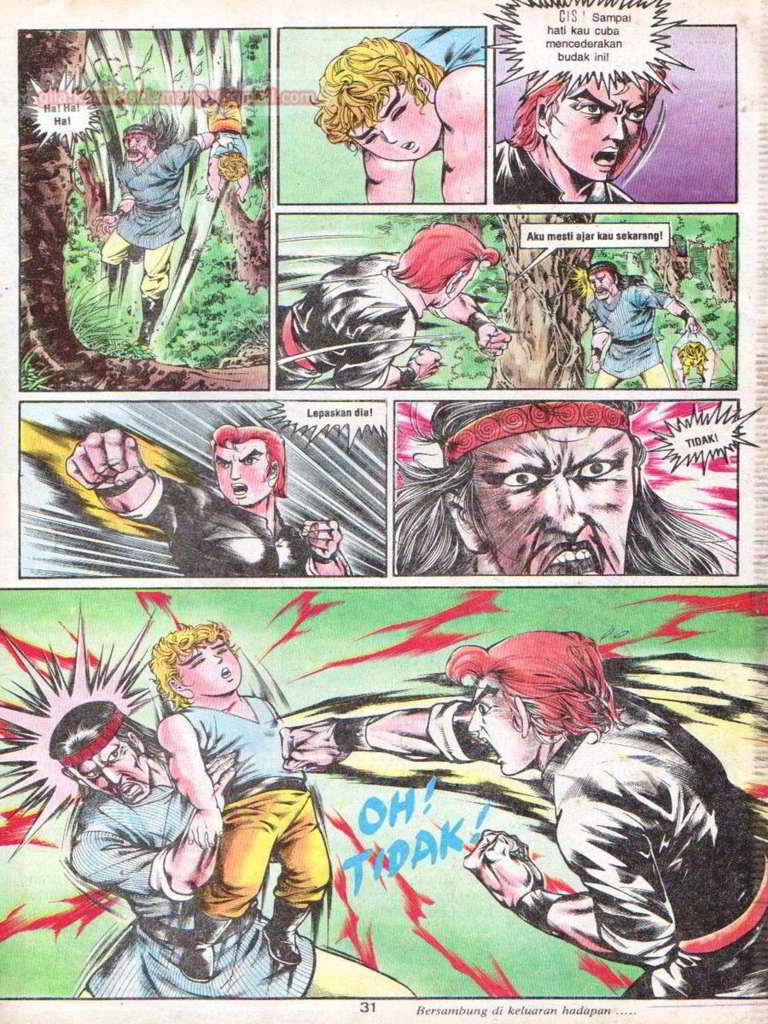 Ha! Ha!
Ha!
CIS! Sampai
hati kau cuba
mencederakan
budak ini!
Aku mesti ajar kau sekarang!
Lepaskan dia!
TIDAK!
OH!
TIDAK!
31
Bersambung di keluaran hadapan .....